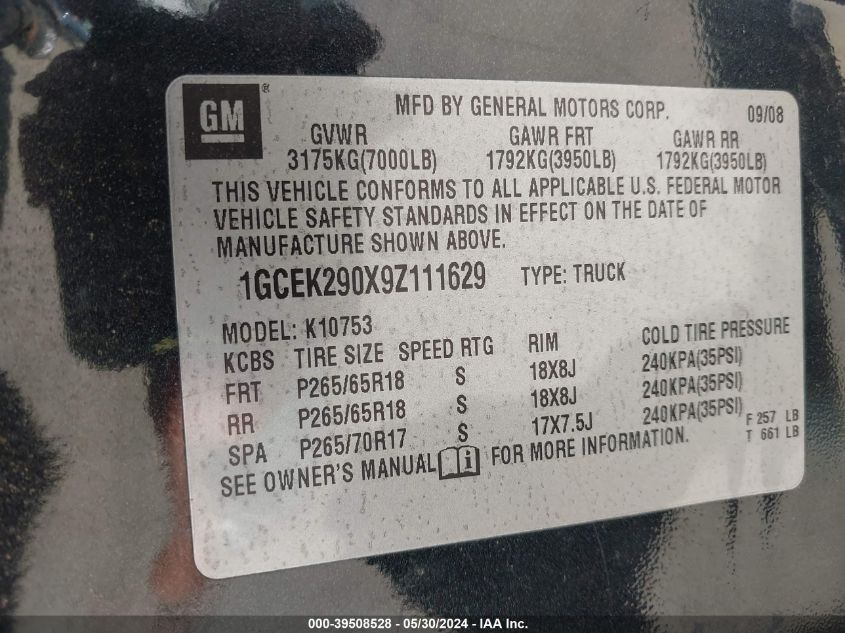 GM ® MFD BY GENERAL MOTORS CORP. 09/08
GVWR GAWR FRT GAWR RR
3175KG(7000LB) 1792KG(3950LB) 1792KG(3950LB)
THIS VEHICLE CONFORMS TO ALL APPLICABLE U.S. FEDERAL MOTOR
VEHICLE SAFETY STANDARDS IN EFFECT ON THE DATE OF
MANUFACTURE SHOWN ABOVE.
1GCEK290X9Z111629 TYPE: TRUCK
MODEL: K10753
KCBS TIRE SIZE SPEED RTG RIM COLD TIRE PRESSURE
FRT P265/65R18 S 18X8J 240KPA(35PSI)
RR P265/65R18 S 18X8J 240KPA(35PSI)
SPA P265/70R17 S 17X7.5J 240KPA(35PSI) F 257 LB
SEE OWNER'S MANUAL i FOR MORE INFORMATION. T 661 LB
000-39508528 - 05/30/2024 - IAA Inc.